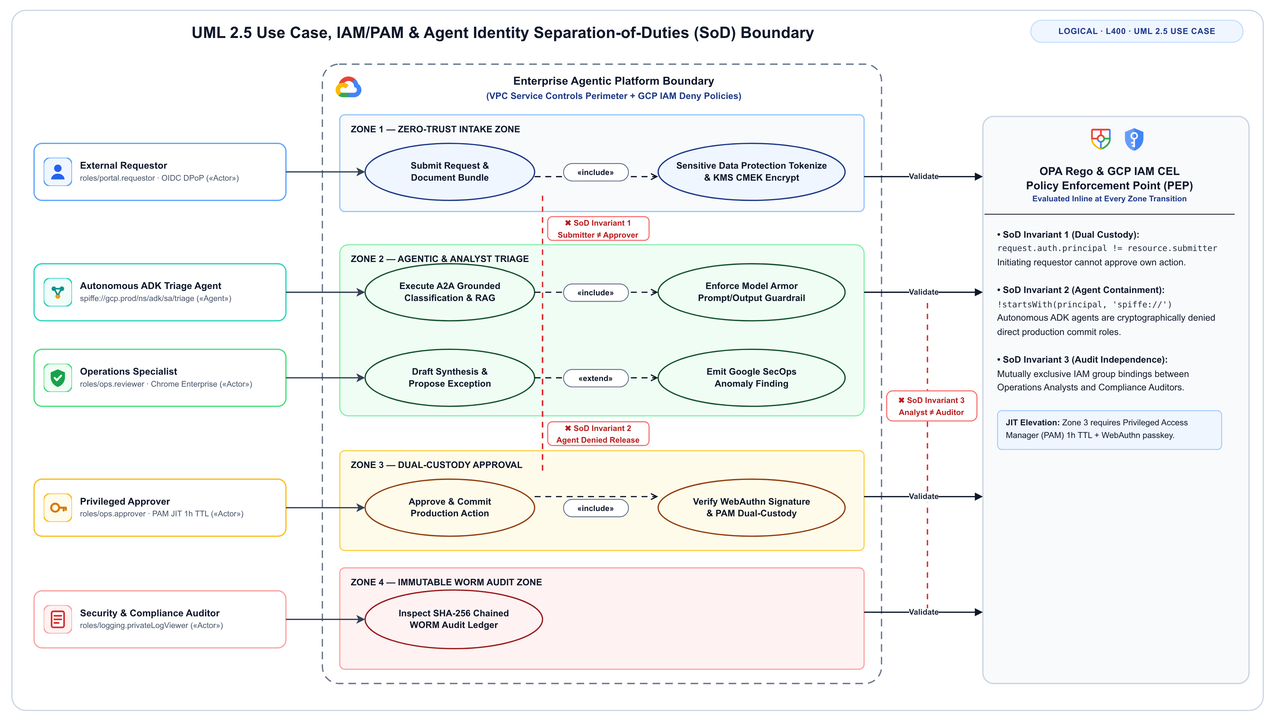 UML 2.5 Use Case, IAM/PAM & Agent Identity Separation-of-Duties (SoD) Boundary
LOGICAL · L400 · UML 2.5 USE CASE
Enterprise Agentic Platform Boundary
(VPC Service Controls Perimeter + GCP IAM Deny Policies)
External Requestor
roles/portal.requestor · OIDC DPoP («Actor»)
Autonomous ADK Triage Agent
spiffe://gcp.prod/ns/adk/sa/triage («Agent»)
Operations Specialist
roles/ops.reviewer · Chrome Enterprise («Actor»)
Privileged Approver
roles/ops.approver · PAM JIT 1h TTL («Actor»)
Security & Compliance Auditor
roles/logging.privateLogViewer («Actor»)
ZONE 1 — ZERO-TRUST INTAKE ZONE
Submit Request &
Document Bundle
«include»
Sensitive Data Protection Tokenize
& KMS CMEK Encrypt
✖ SoD Invariant 1
Submitter ≠ Approver
ZONE 2 — AGENTIC & ANALYST TRIAGE
Execute A2A Grounded
Classification & RAG
«include»
Enforce Model Armor
Prompt/Output Guardrail
Draft Synthesis &
Propose Exception
«extend»
Emit Google SecOps
Anomaly Finding
✖ SoD Invariant 2
Agent Denied Release
ZONE 3 — DUAL-CUSTODY APPROVAL
Approve & Commit
Production Action
«include»
Verify WebAuthn Signature
& PAM Dual-Custody
ZONE 4 — IMMUTABLE WORM AUDIT ZONE
Inspect SHA-256 Chained
WORM Audit Ledger
Validate
Validate
✖ SoD Invariant 3
Analyst ≠ Auditor
Validate
Validate
OPA Rego & GCP IAM CEL
Policy Enforcement Point (PEP)
Evaluated Inline at Every Zone Transition
• SoD Invariant 1 (Dual Custody):
request.auth.principal != resource.submitter
Initiating requestor cannot approve own action.
• SoD Invariant 2 (Agent Containment):
!startsWith(principal, 'spiffe://')
Autonomous ADK agents are cryptographically denied
direct production commit roles.
• SoD Invariant 3 (Audit Independence):
Mutually exclusive IAM group bindings between
Operations Analysts and Compliance Auditors.
JIT Elevation: Zone 3 requires Privileged Access
Manager (PAM) 1h TTL + WebAuthn passkey.